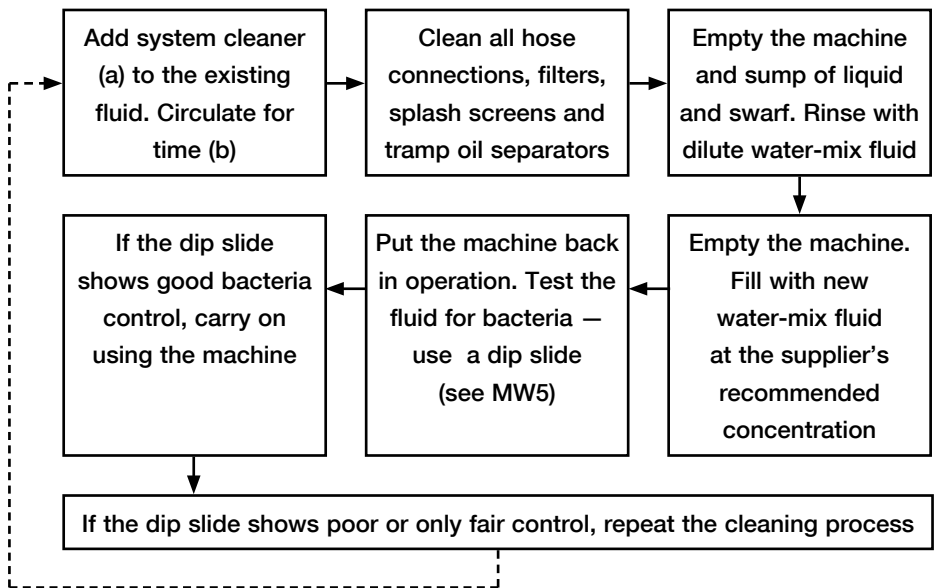 Add system cleaner
(a) to the existing
fluid. Circulate for
time (b)
Clean all hose
connections, filters,
splash screens and
tramp oil separators
Empty the machine
and sump of liquid
and swarf. Rinse with
dilute water-mix fluid
Empty the machine.
Fill with new
water-mix fluid
at the supplier's
recommended
concentration
Put the machine back
in operation. Test the
fluid for bacteria —
use a dip slide
(see MW5)
If the dip slide
shows good bacteria
control, carry on
using the machine
If the dip slide shows poor or only fair control, repeat the cleaning process